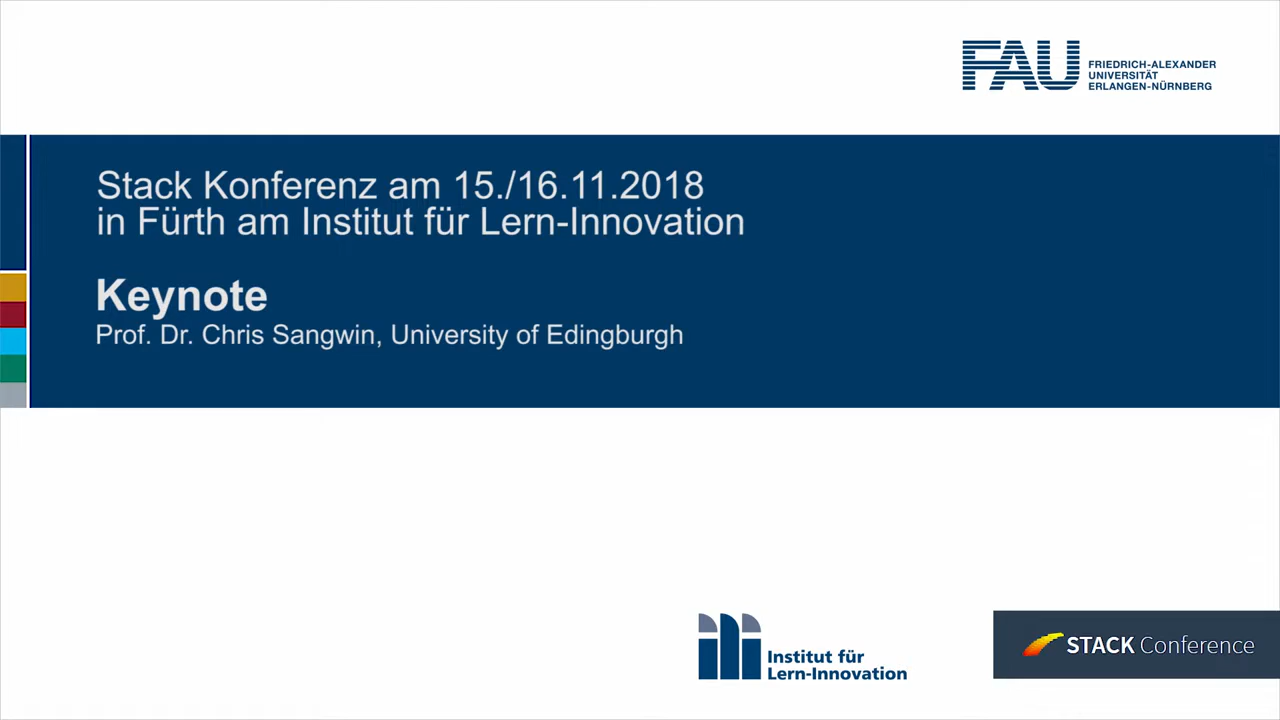 FAU
FRIEDRICH-ALEXANDER
UNIVERSITÄT
ERLANGEN-NÜRNBERG
Stack Konferenz am 15./16.11.2018
in Fürth am Institut für Lern-Innovation
Keynote
Prof. Dr. Chris Sangwin, University of Edingburgh
Institut für
Lern-Innovation
STACK Conference